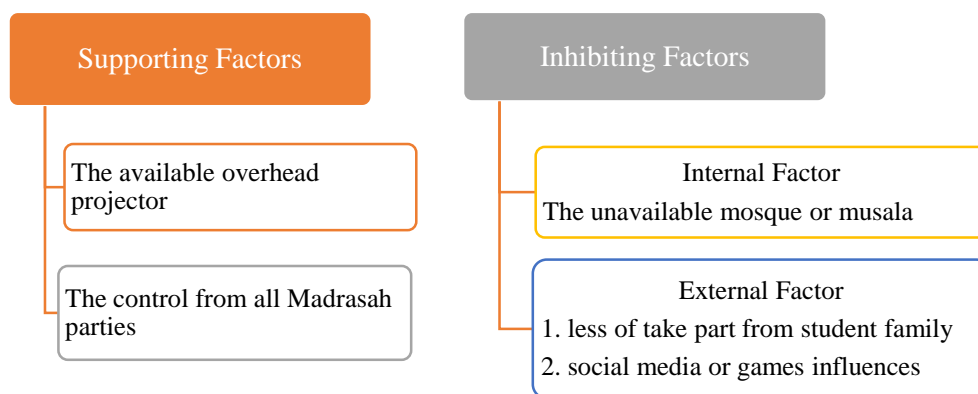 Supporting Factors
The available overhead
projector
The control from all Madrasah
parties
Inhibiting Factors
Internal Factor
The unavailable mosque or musala
External Factor
1. less of take part from student family
2. social media or games influences